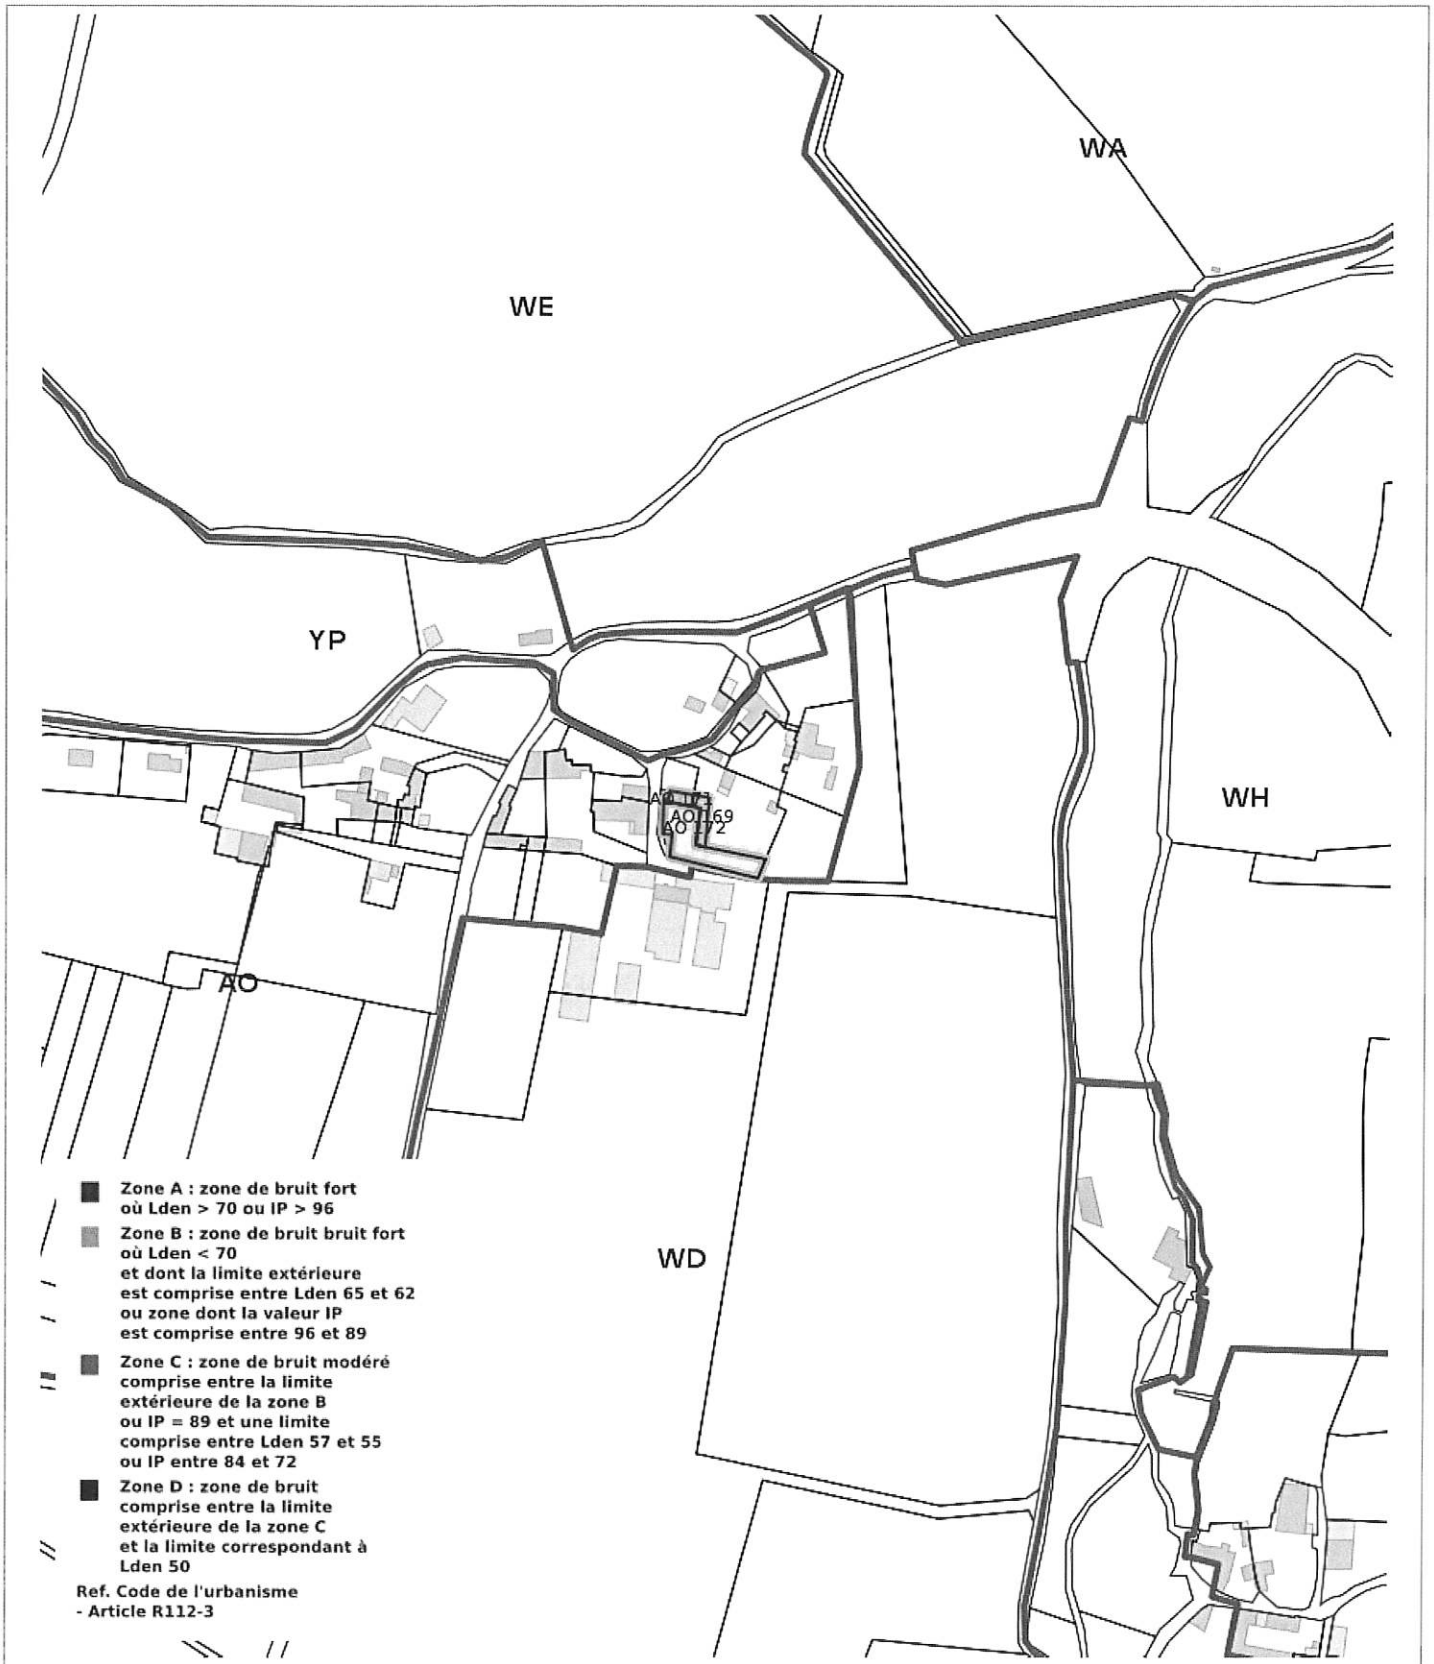 WA
WE
YP
WH
AO 171
AO 169
AO 172
AO
WD
Zone A : zone de bruit fort
où Lden > 70 ou IP > 96
Zone B : zone de bruit bruit fort
où Lden < 70
et dont la limite extérieure
est comprise entre Lden 65 et 62
ou zone dont la valeur IP
est comprise entre 96 et 89
Zone C : zone de bruit modéré
comprise entre la limite
extérieure de la zone B
ou IP = 89 et une limite
comprise entre Lden 57 et 55
ou IP entre 84 et 72
Zone D : zone de bruit
comprise entre la limite
extérieure de la zone C
et la limite correspondant à
Lden 50
Ref. Code de l'urbanisme
- Article R112-3